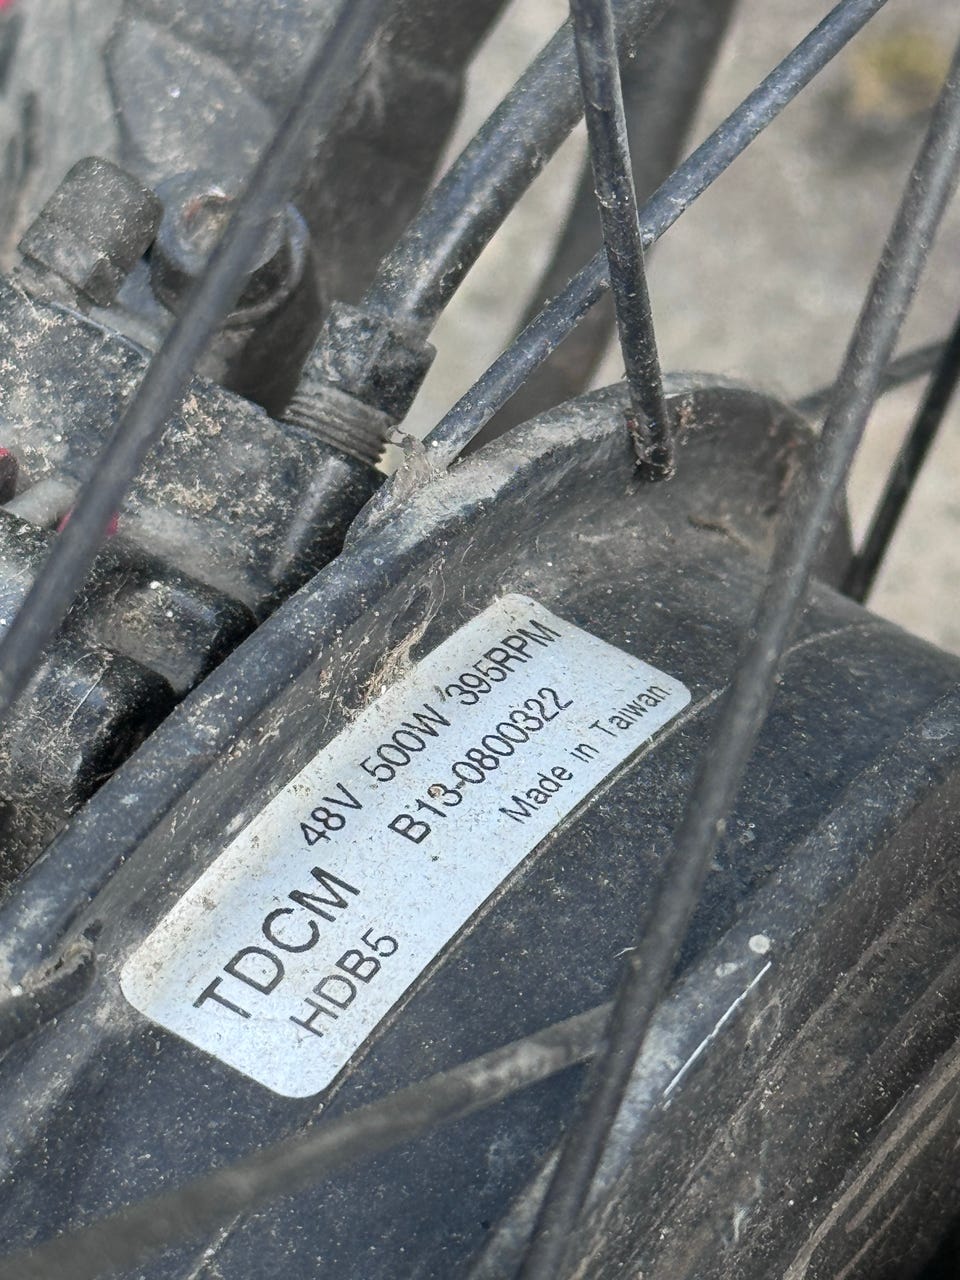 TDCM 48V 500W 395RPM
HDB5 B13-0800322
Made in Taiwan